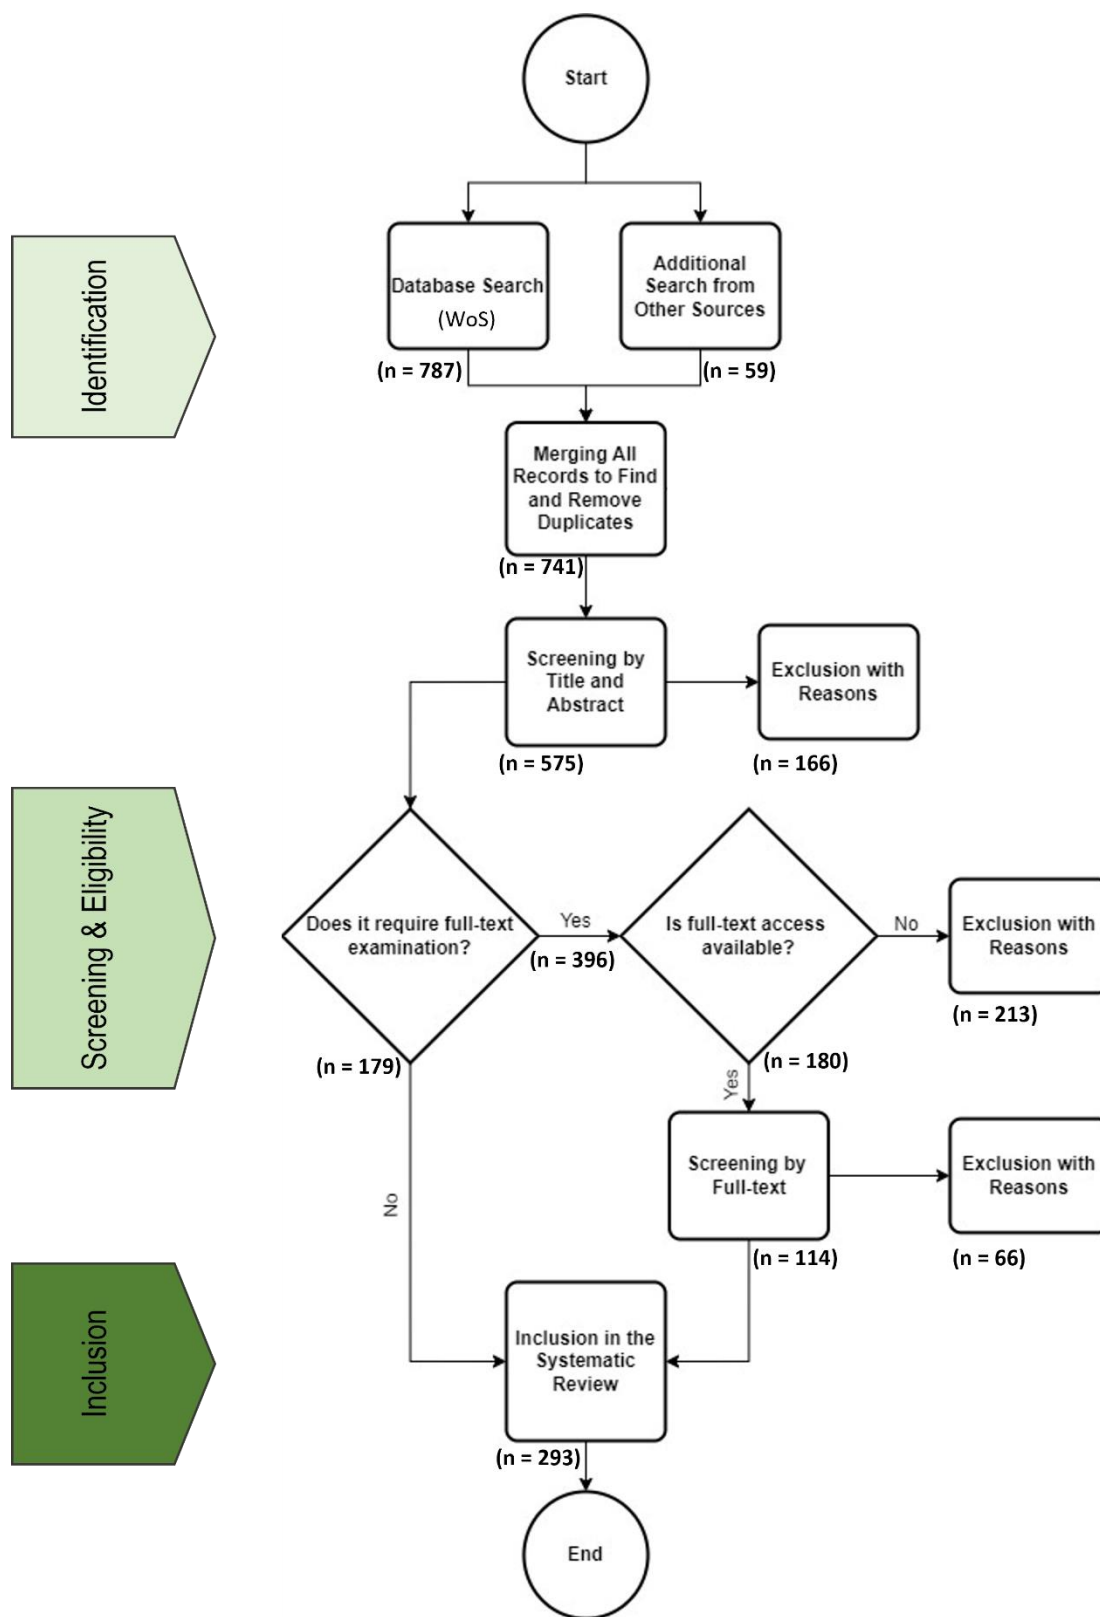 Start
Identification
Database Search
(WoS)
(n = 787)
Additional
Search from
Other Sources
(n = 59)
Merging All
Records to Find
and Remove
Duplicates
(n = 741)
Screening by
Title and
Abstract
(n = 575)
Exclusion with
Reasons
(n = 166)
Screening & Eligibility
Does it require full-text
examination?
Yes
(n = 396)
(n = 179)
No
Is full-text access
available?
No
Exclusion with
Reasons
(n = 213)
(n = 180)
Yes
Screening by
Full-text
(n = 114)
Exclusion with
Reasons
(n = 66)
Inclusion
Inclusion in the
Systematic
Review
(n = 293)
End